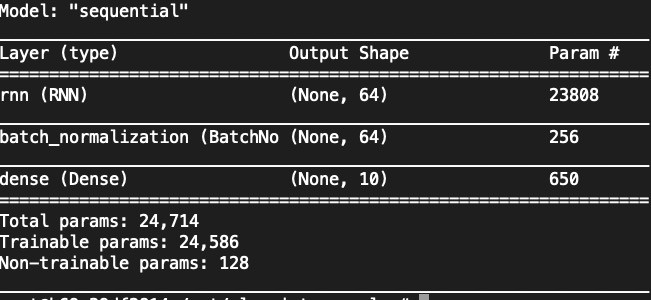 Model: "sequential"
Layer (type) Output Shape Param #
rnn (RNN) (None, 64) 23808
batch_normalization (BatchNo (None, 64) 256
dense (Dense) (None, 10) 650
Total params: 24,714
Trainable params: 24,586
Non-trainable params: 128